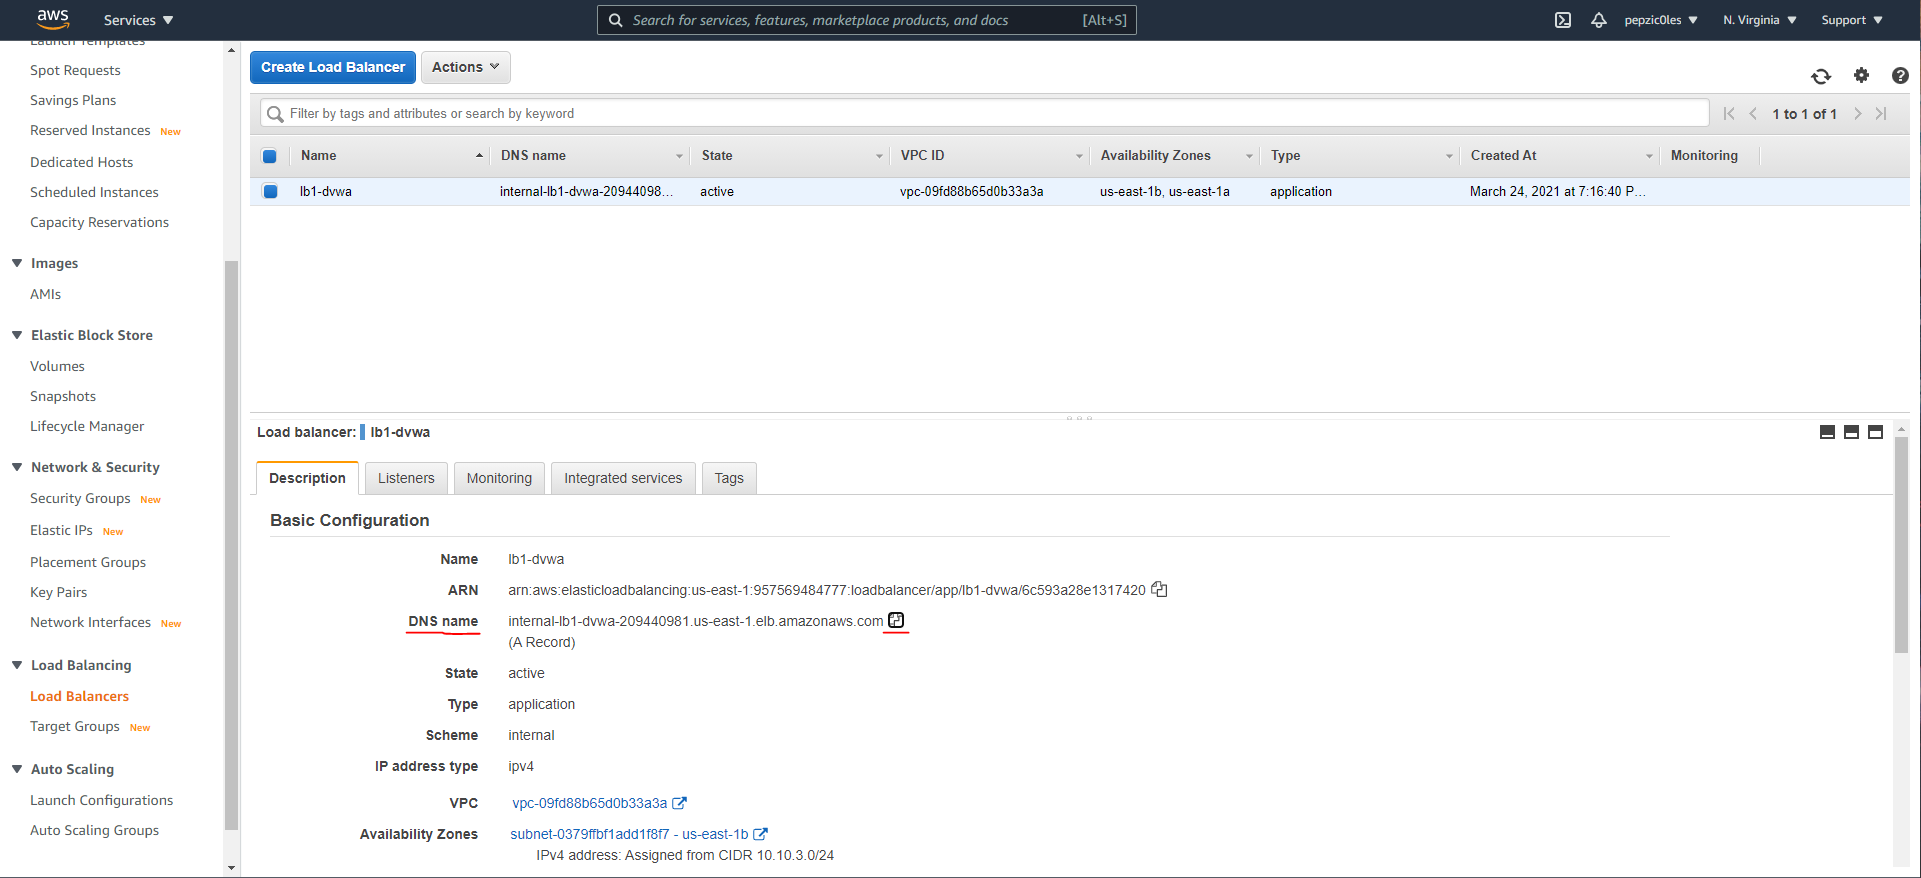 aws Services Search for services, features, marketplace products, and docs [Alt+S] pepzic0les N. Virginia Support
Launch Templates
Spot Requests
Savings Plans
Reserved Instances New
Dedicated Hosts
Scheduled Instances
Capacity Reservations
Images
AMIs
Elastic Block Store
Volumes
Snapshots
Lifecycle Manager
Network & Security
Security Groups New
Elastic IPs New
Placement Groups
Key Pairs
Network Interfaces New
Load Balancing
Load Balancers
Target Groups New
Auto Scaling
Launch Configurations
Auto Scaling Groups
Create Load Balancer Actions
Filter by tags and attributes or search by keyword 1 to 1 of 1
Name DNS name State VPC ID Availability Zones Type Created At Monitoring
lb1-dvwa internal-lb1-dvwa-20944098... active vpc-09fd88b65d0b33a3a us-east-1b, us-east-1a application March 24, 2021 at 7:16:40 P...
Load balancer: lb1-dvwa
Description Listeners Monitoring Integrated services Tags
Basic Configuration
Name lb1-dvwa
ARN arn:aws:elasticloadbalancing:us-east-1:957569484777:loadbalancer/app/lb1-dvwa/6c593a28e1317420
DNS name internal-lb1-dvwa-209440981.us-east-1.elb.amazonaws.com
(A Record)
State active
Type application
Scheme internal
IP address type ipv4
VPC vpc-09fd88b65d0b33a3a
Availability Zones subnet-0379ffbf1add1f8f7 - us-east-1b
IPv4 address: Assigned from CIDR 10.10.3.0/24